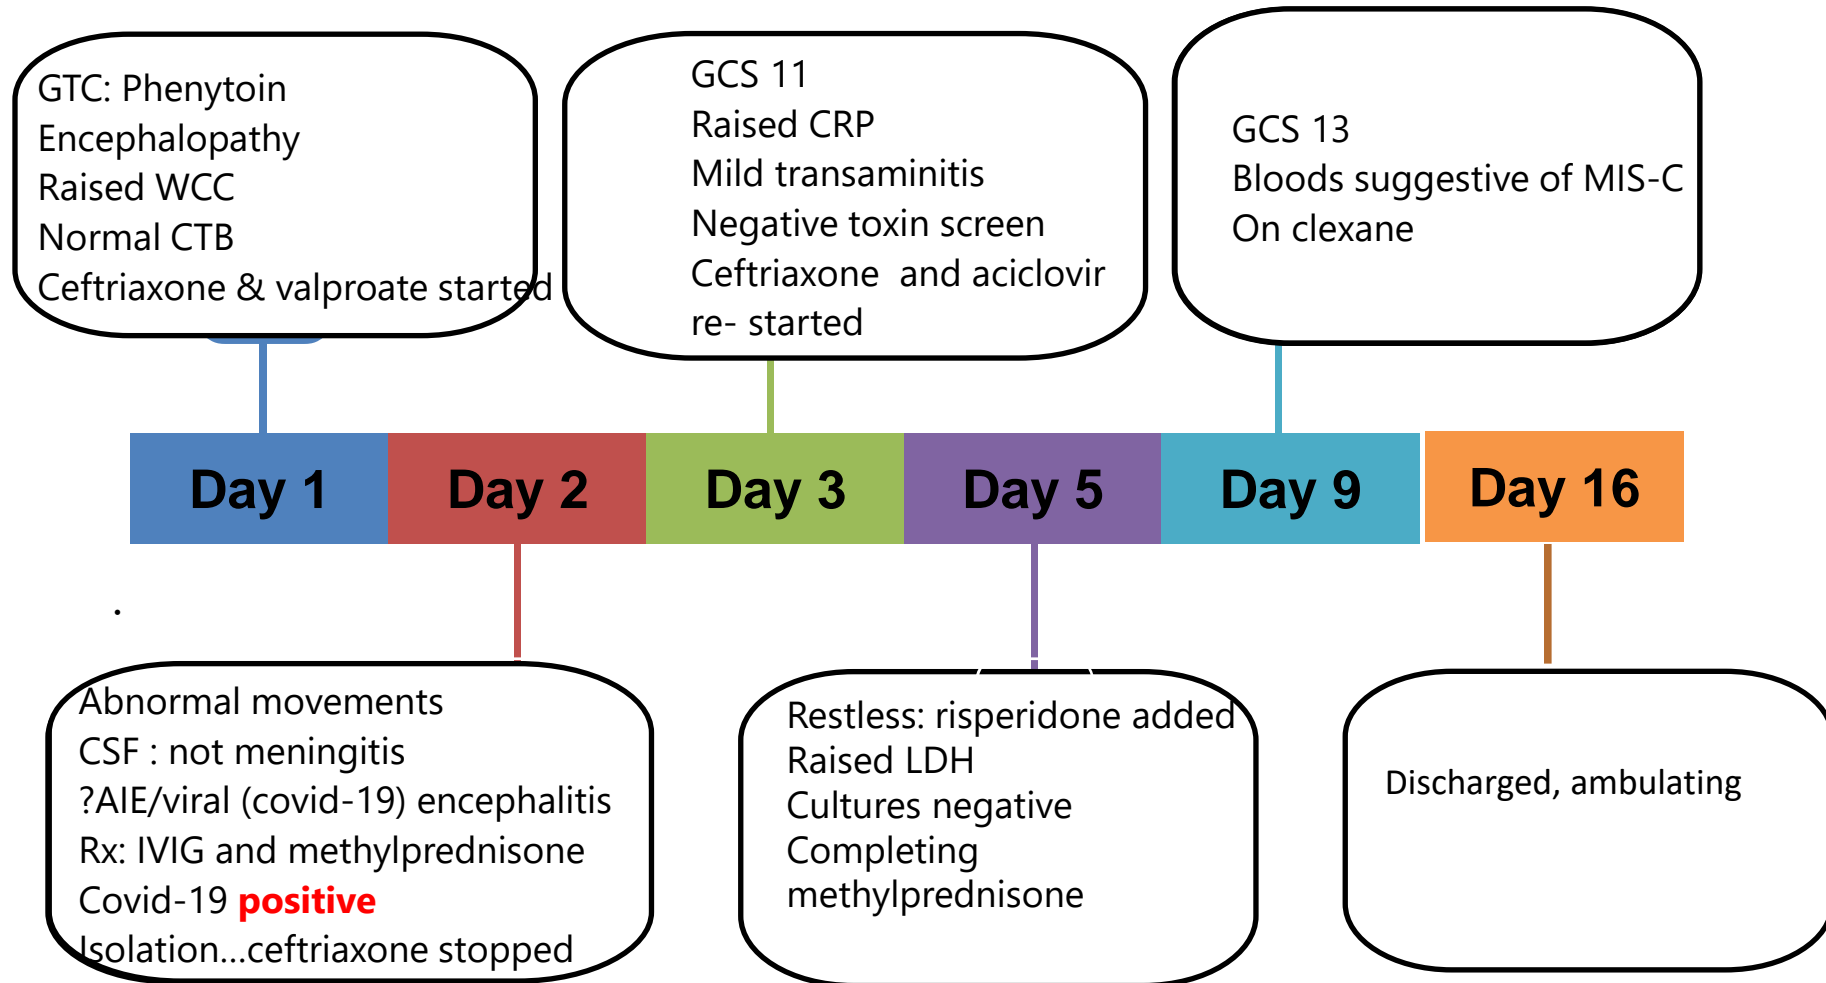 GTC: Phenytoin
Encephalopathy
Raised WCC
Normal CTB
Ceftriaxone & valproate started
GCS 11
Raised CRP
Mild transaminitis
Negative toxin screen
Ceftriaxone and aciclovir
re- started
GCS 13
Bloods suggestive of MIS-C
On clexane
Day 1
Day 2
Day 3
Day 5
Day 9
Day 16
.
Abnormal movements
CSF : not meningitis
?AIE/viral (covid-19) encephalitis
Rx: IVIG and methylprednisone
Covid-19 positive
Isolation...ceftriaxone stopped
Restless: risperidone added
Raised LDH
Cultures negative
Completing
methylprednisone
Discharged, ambulating